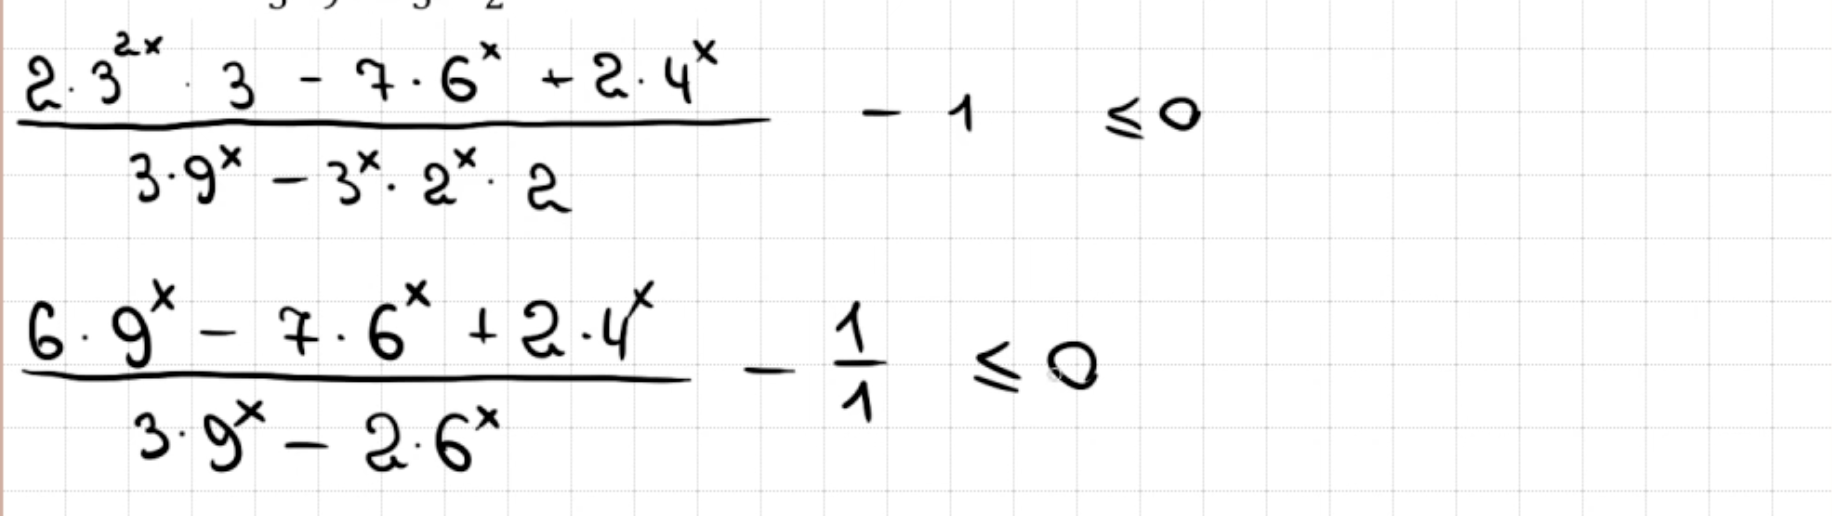 (2·3^(2x)·3 - 7·6^x + 2·4^x)/(3·9^x - 3^x·2^x·2) - 1 ≤ 0
(6·9^x - 7·6^x + 2·4^x)/(3·9^x - 2·6^x) - 1/1 ≤ 0